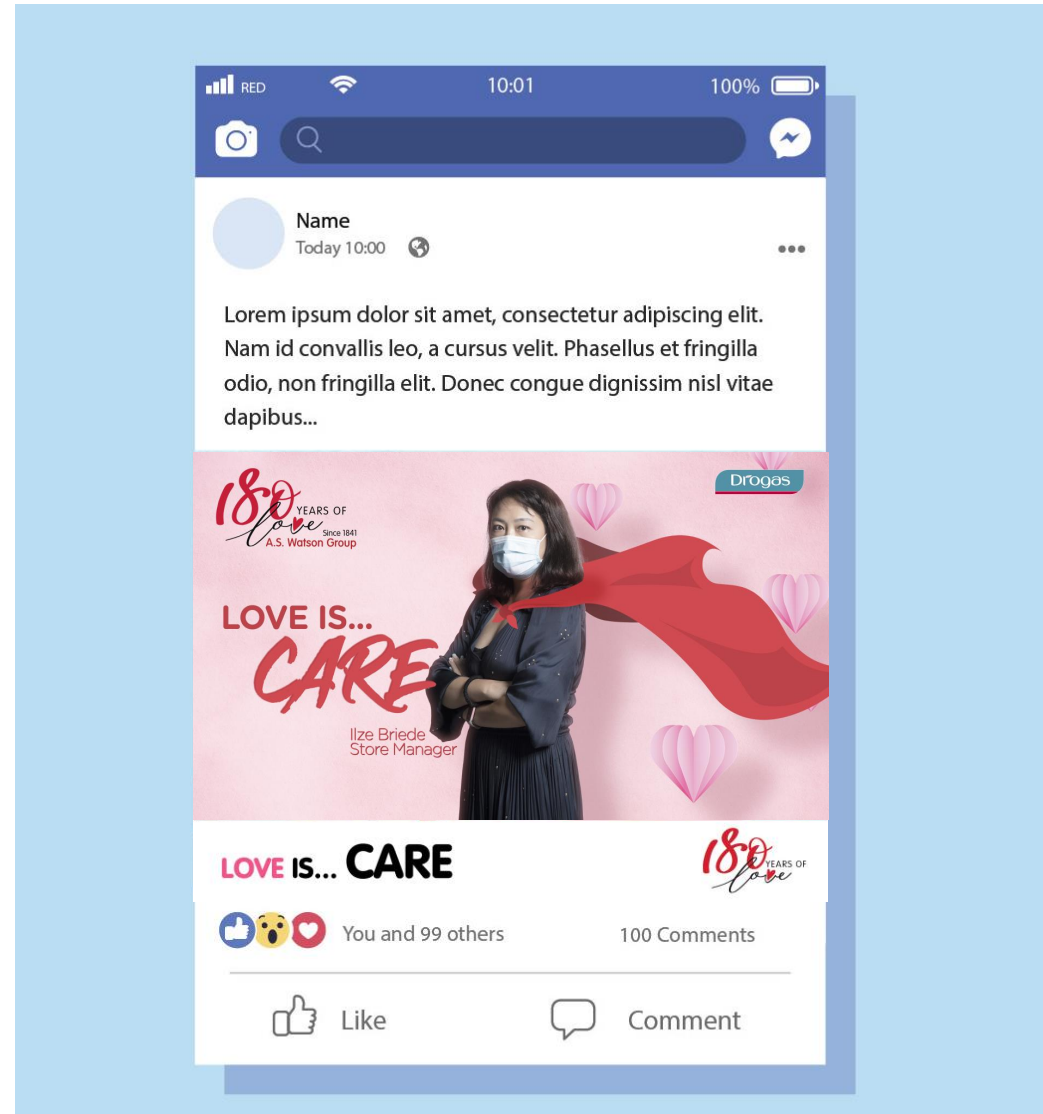 RED 10:01 100%
Name
Today 10:00
Lorem ipsum dolor sit amet, consectetur adipiscing elit.
Nam id convallis leo, a cursus velit. Phasellus et fringilla
odio, non fringilla elit. Donec congue dignissim nisl vitae
dapibus...
180 YEARS OF
love
Since 1841
A.S. Watson Group
Drogas
LOVE IS...
CARE
Ilze Briede
Store Manager
LOVE IS... CARE
180 YEARS OF
love
You and 99 others
100 Comments
Like
Comment